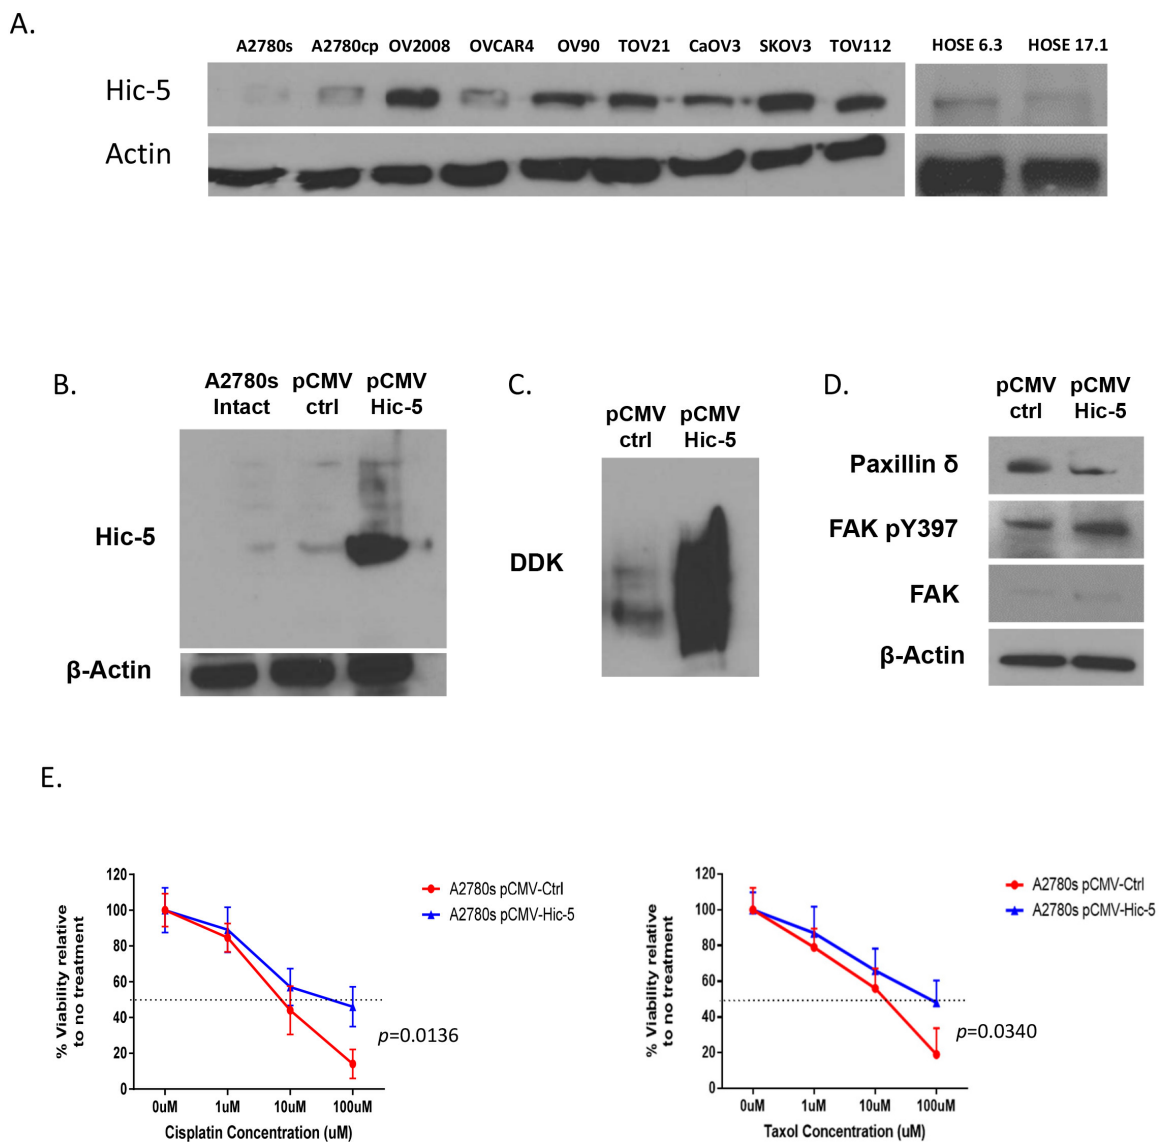 A.
A2780s A2780cp OV2008 OVCAR4 OV90 TOV21 CaOV3 SKOV3 TOV112 HOSE 6.3 HOSE 17.1
Hic-5
Actin
B.
A2780s pCMV pCMV
Intact ctrl Hic-5
Hic-5
β-Actin
C.
pCMV pCMV
ctrl Hic-5
DDK
D.
pCMV pCMV
ctrl Hic-5
Paxillin δ
FAK pY397
FAK
β-Actin
E.
% Viability relative
to no treatment
120
100
80
60
40
20
0
0uM 1uM 10uM 100uM
Cisplatin Concentration (uM)
A2780s pCMV-Ctrl
A2780s pCMV-Hic-5
p=0.0136
% Viability relative
to no treatment
120
100
80
60
40
20
0
0uM 1uM 10uM 100uM
Taxol Concentration (uM)
A2780s pCMV-Ctrl
A2780s pCMV-Hic-5
p=0.0340